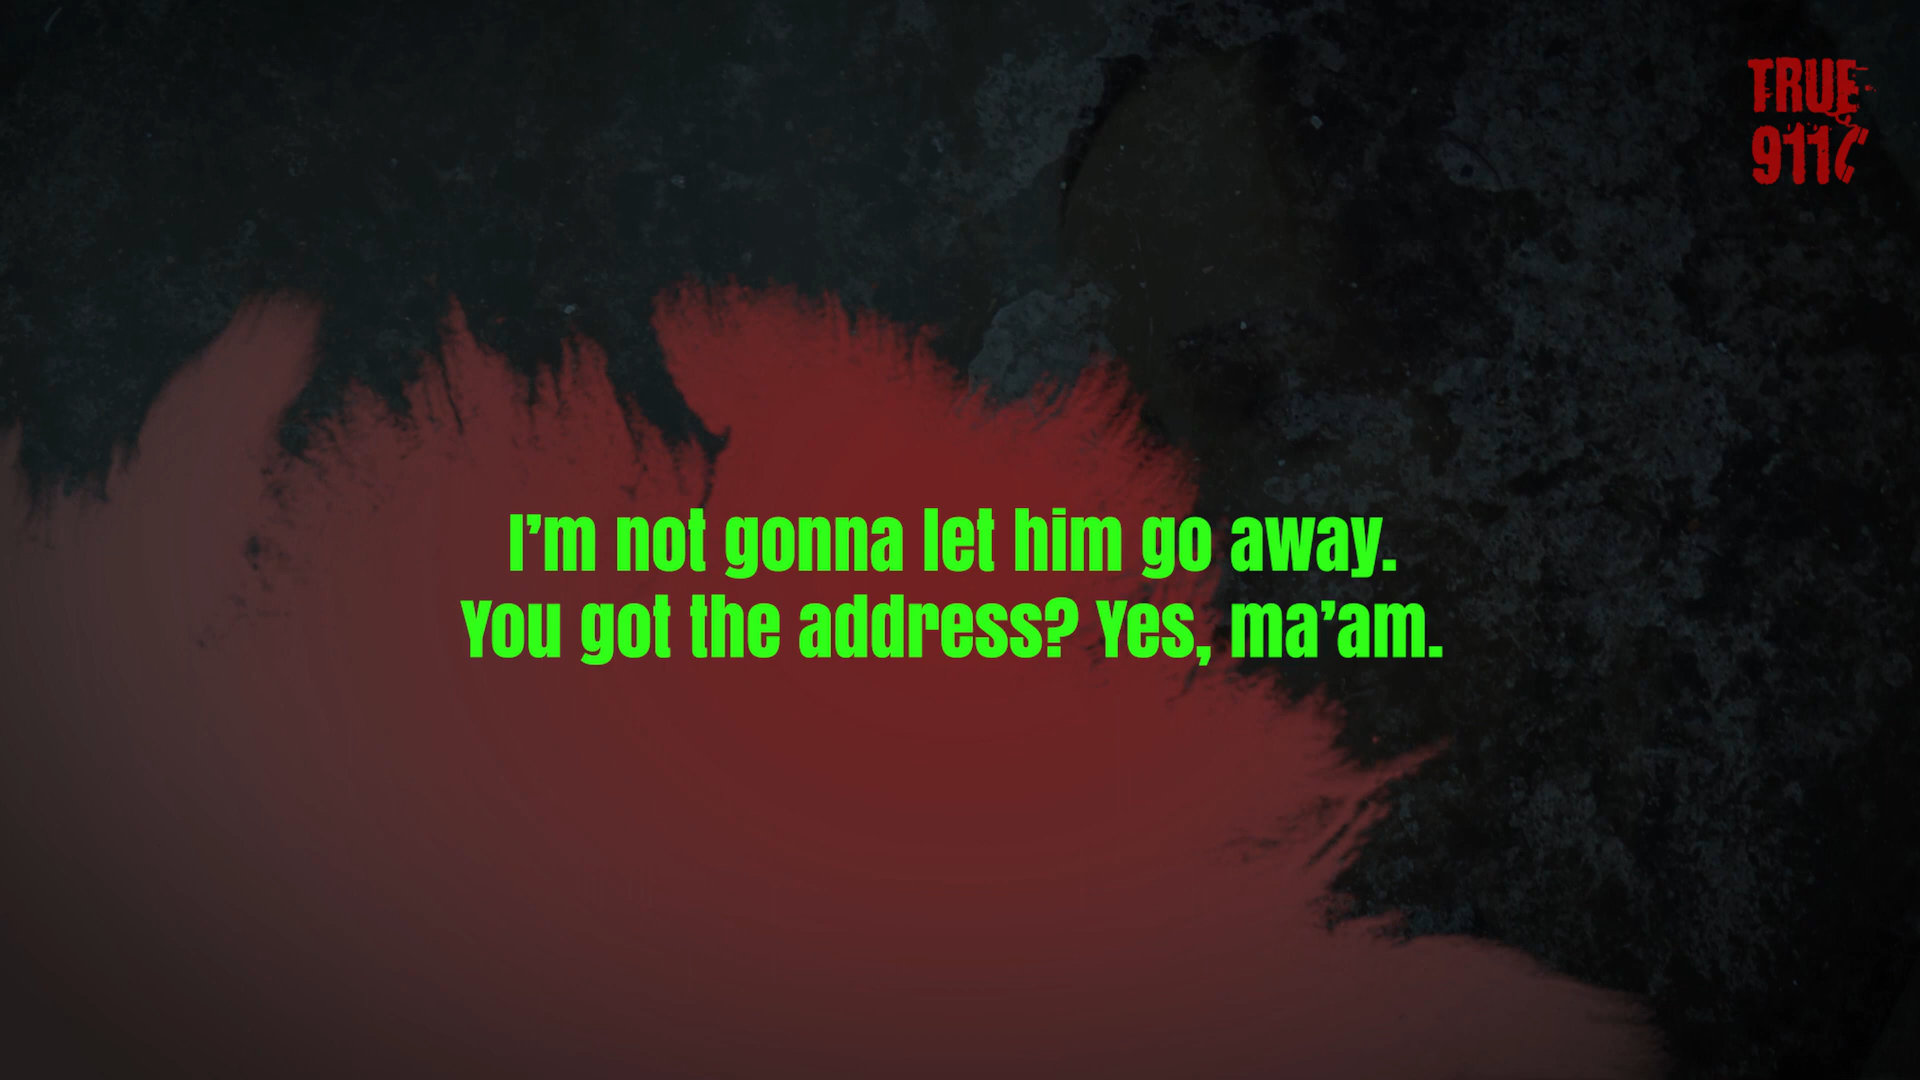 TRUE
911
I’m not gonna let him go away.
You got the address? Yes, ma’am.